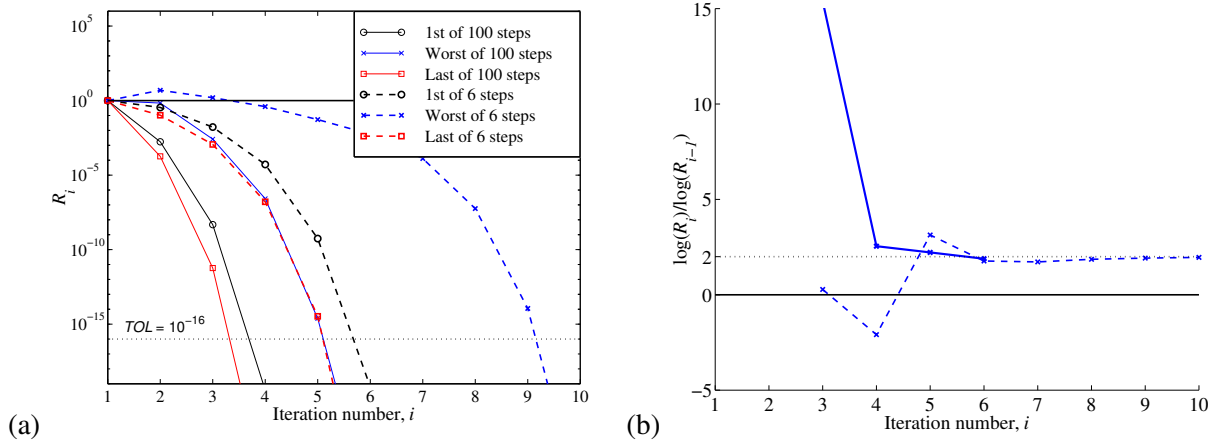 10^5
10^0
10^-5
10^-10
10^-15
R_i
TOL = 10^-16
1st of 100 steps
Worst of 100 steps
Last of 100 steps
1st of 6 steps
Worst of 6 steps
Last of 6 steps
1 2 3 4 5 6 7 8 9 10
Iteration number, i
(a)
15
10
5
2
0
−5
log(R_i)/log(R_{i-1})
1 2 3 4 5 6 7 8 9 10
Iteration number, i
(b)